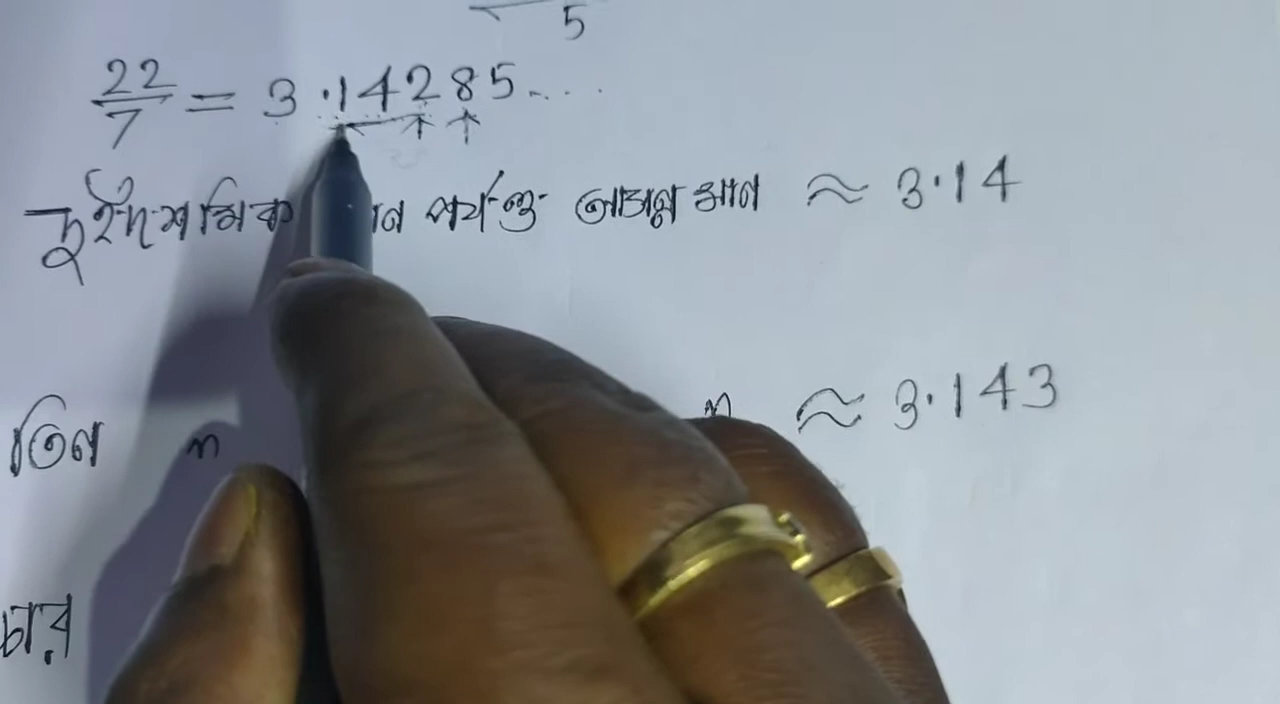 5
22/7 = 3.14285...
দুই দশমিক পর্যন্ত আসন্ন মান ≈ 3.14
তিন " " ≈ 3.143
চার